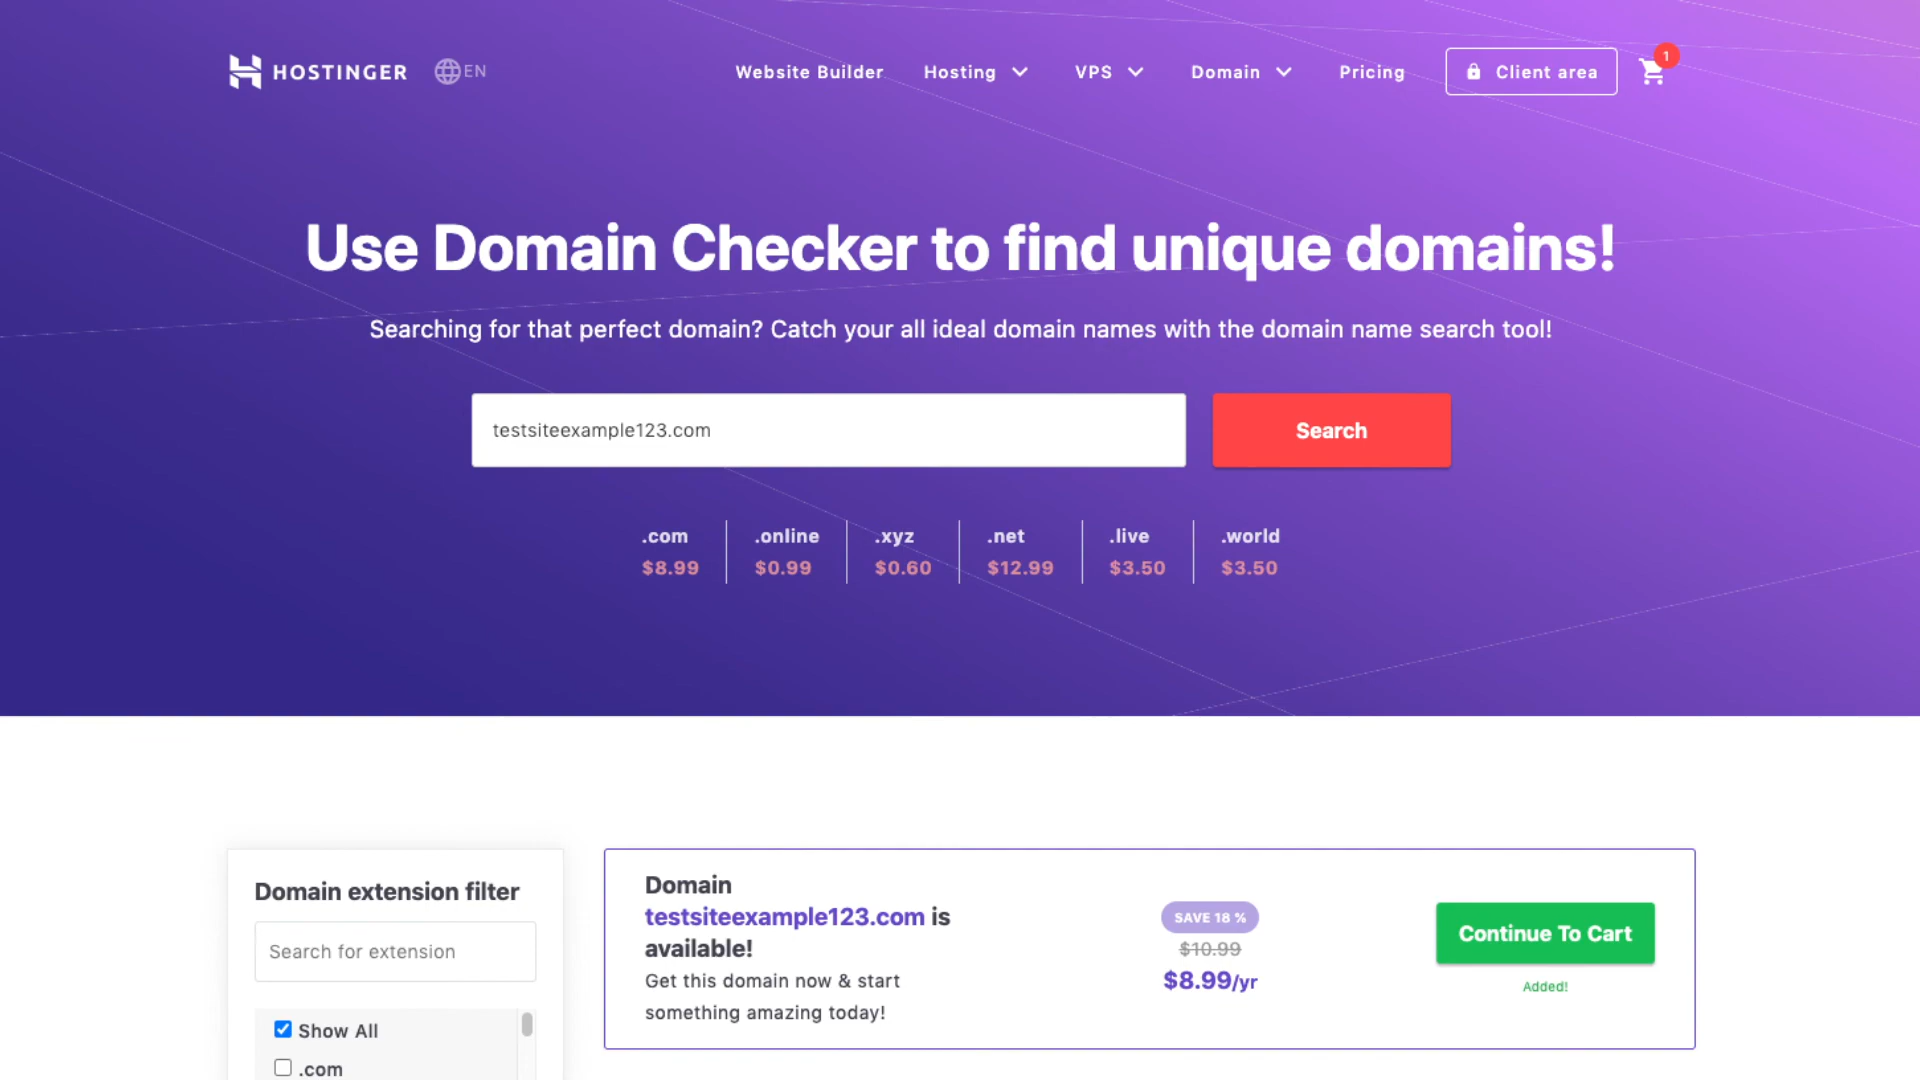 HOSTINGER
EN
Website Builder
Hosting
VPS
Domain
Pricing
Client area
1
Use Domain Checker to find unique domains!
Searching for that perfect domain? Catch your all ideal domain names with the domain name search tool!
testsiteexample123.com
Search
.com
$8.99
.online
$0.99
.xyz
$0.60
.net
$12.99
.live
$3.50
.world
$3.50
Domain extension filter
Search for extension
Show All
.com
Domain
testsiteexample123.com is
available!
Get this domain now & start
something amazing today!
SAVE 18 %
$10.99
$8.99/yr
Continue To Cart
Added!